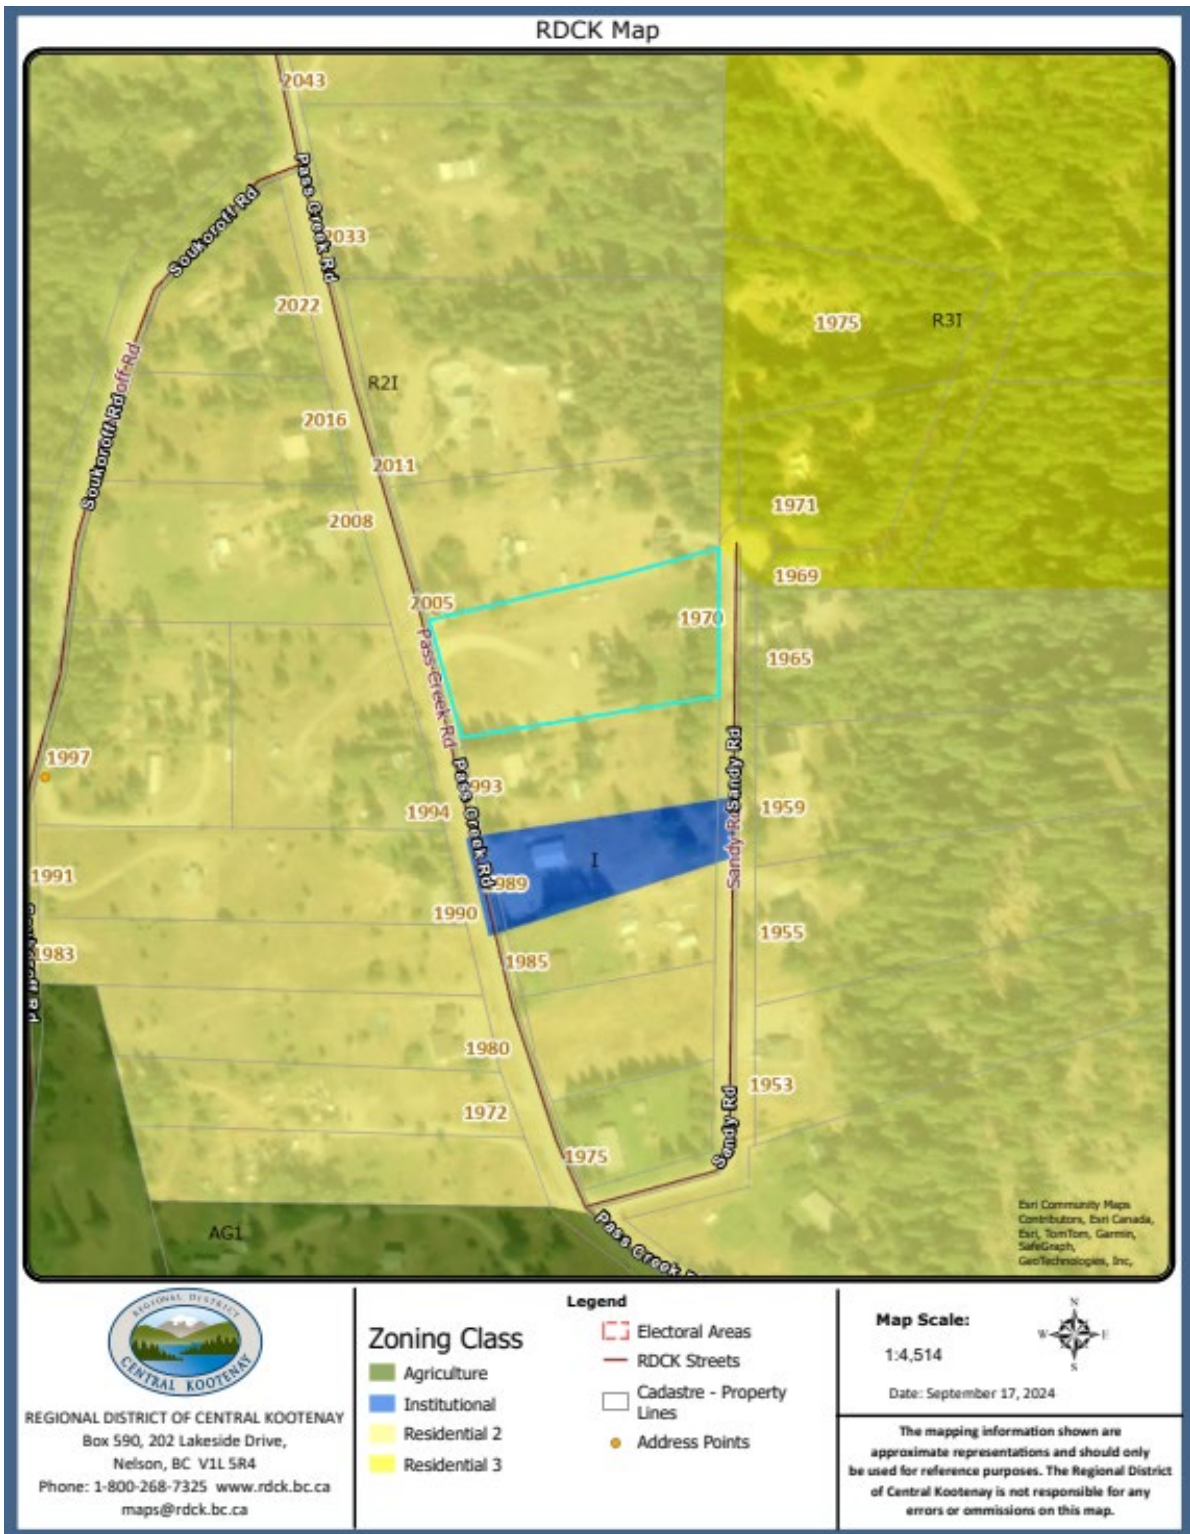 RDCK Map
2043
Pass Creek Rd
Soukoroff Rd
2033
2022
1975
R3I
R2I
Soukoroff Rd
off Rd
2016
2011
1971
2008
1969
2005
1970
Pass Creek Rd
1965
Sandy Rd
1997
Pass Creek Rd
993
1994
1959
Sandy Rd
I
1991
989
1990
1955
1983
1985
1980
1953
1972
Sandy Rd
1975
AG1
Pass Creek
Esri Community Maps
Contributors, Esri Canada,
Esri, TomTom, Garmin,
SafeGraph,
GeoTechnologies, Inc,
REGIONAL DISTRICT
CENTRAL KOOTENAY
REGIONAL DISTRICT OF CENTRAL KOOTENAY
Box 590, 202 Lakeside Drive,
Nelson, BC V1L 5R4
Phone: 1-800-268-7325 www.rdck.bc.ca
maps@rdck.bc.ca
Legend
Zoning Class
Agriculture
Institutional
Residential 2
Residential 3
Electoral Areas
RDCK Streets
Cadastre - Property
Lines
Address Points
Map Scale:
1:4,514
N
W
E
S
Date: September 17, 2024
The mapping information shown are
approximate representations and should only
be used for reference purposes. The Regional District
of Central Kootenay is not responsible for any
errors or ommissions on this map.